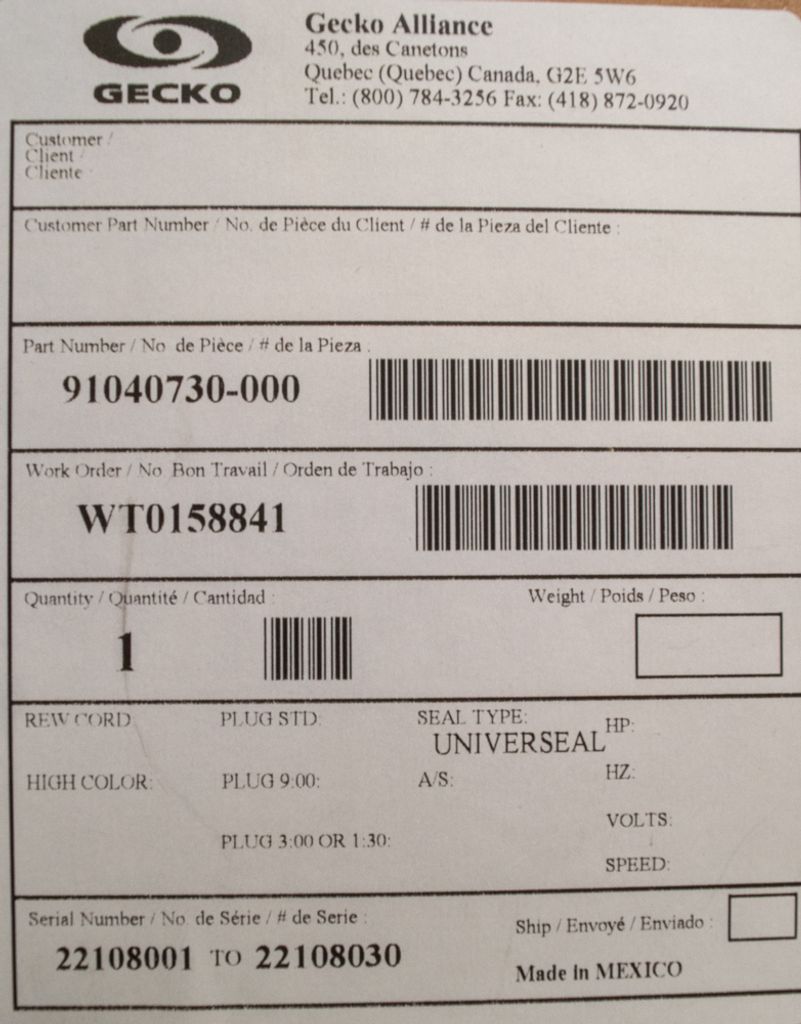 GECKO
Gecko Alliance
450, des Canetons
Quebec (Quebec) Canada, G2E 5W6
Tel.: (800) 784-3256 Fax: (418) 872-0920
Customer /
Client /
Cliente
Customer Part Number / No. de Pièce du Client / # de la Pieza del Cliente :
Part Number / No. de Pièce / # de la Pieza :
91040730-000
Work Order / No. Bon Travail / Orden de Trabajo :
WT0158841
Quantity / Quantité / Cantidad : Weight / Poids / Peso :
1
REW CORD: PLUG STD: SEAL TYPE: HP:
UNIVERSEAL
HIGH COLOR: PLUG 9:00: A/S: HZ:
VOLTS:
PLUG 3:00 OR 1:30:
SPEED:
Serial Number / No. de Série / # de Serie : Ship / Envoyé / Enviado :
22108001 TO 22108030
Made in MEXICO